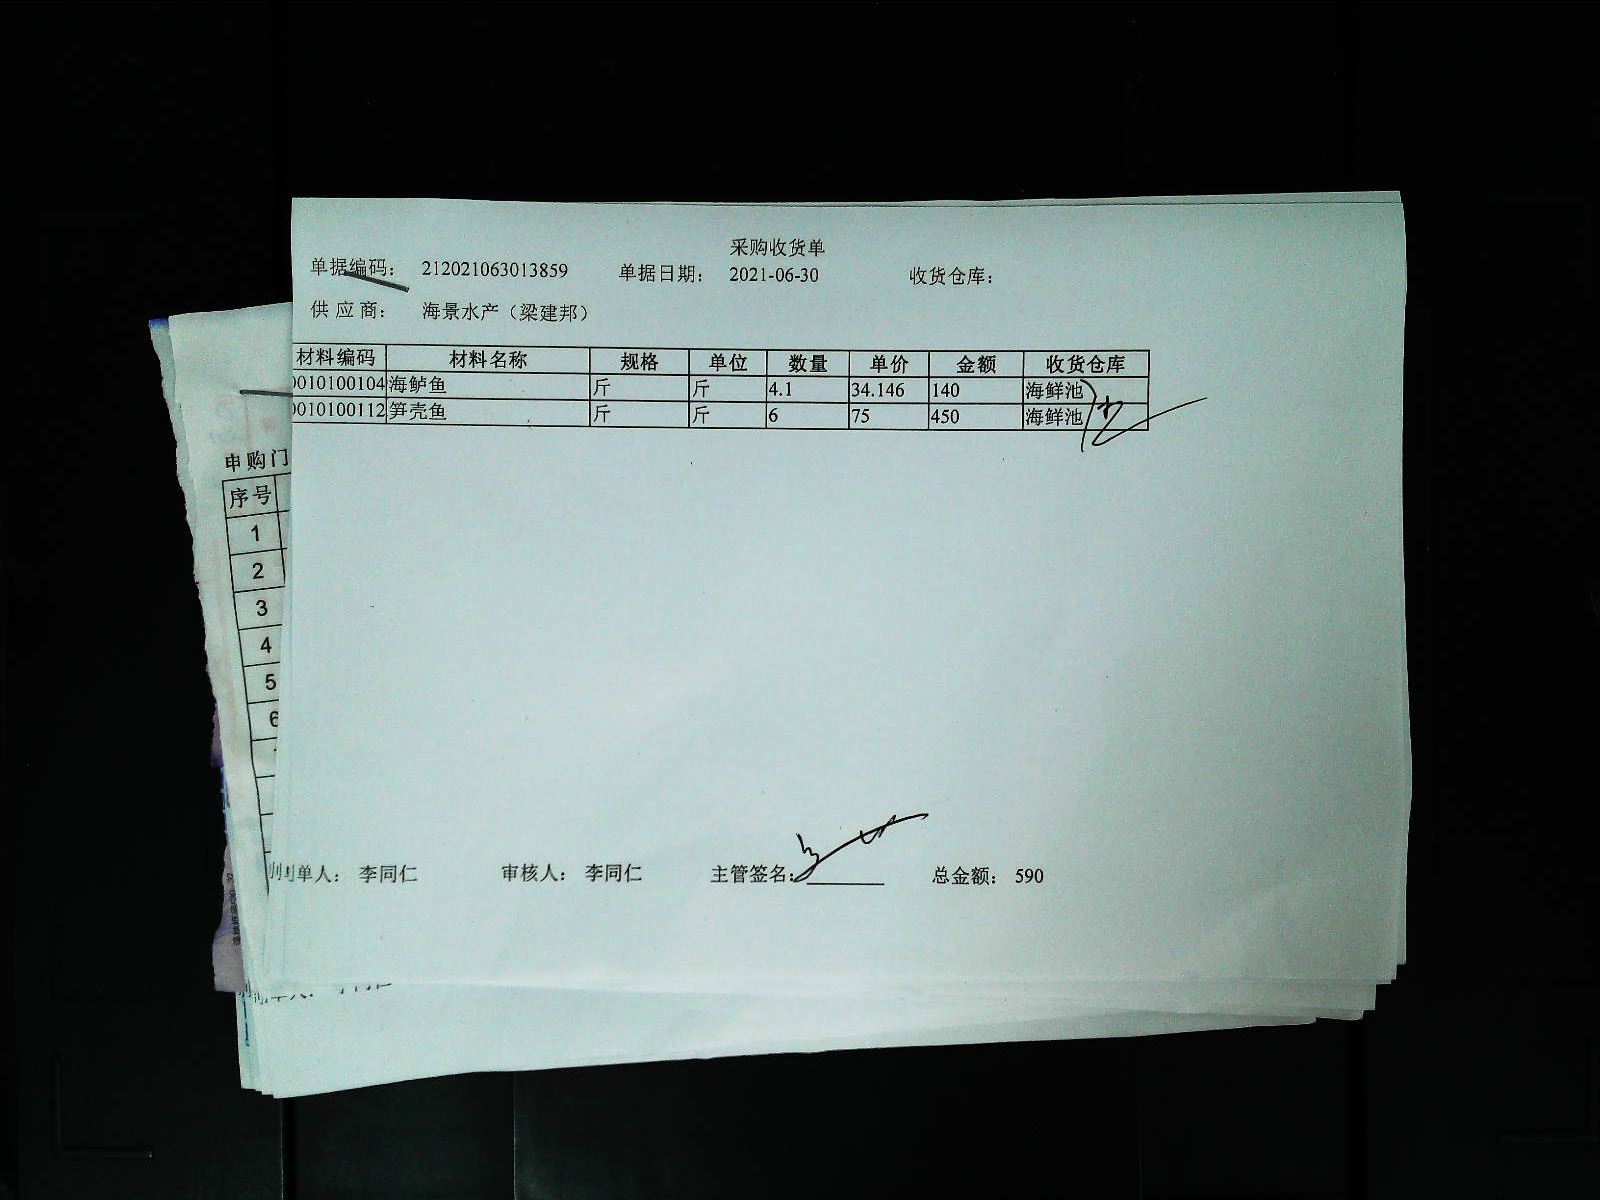 采购收货单
单据编码： 212021063013859 单据日期： 2021-06-30 收货仓库：
供 应 商： 海景水产（梁建邦）
材料编码 材料名称 规格 单位 数量 单价 金额 收货仓库
0010100104 海鲈鱼 斤 斤 4.1 34.146 140 海鲜池
0010100112 笋壳鱼 斤 斤 6 75 450 海鲜池
申购门
序号
1
2
3
4
5
6
制单人： 李同仁 审核人： 李同仁 主管签名： 总金额： 590